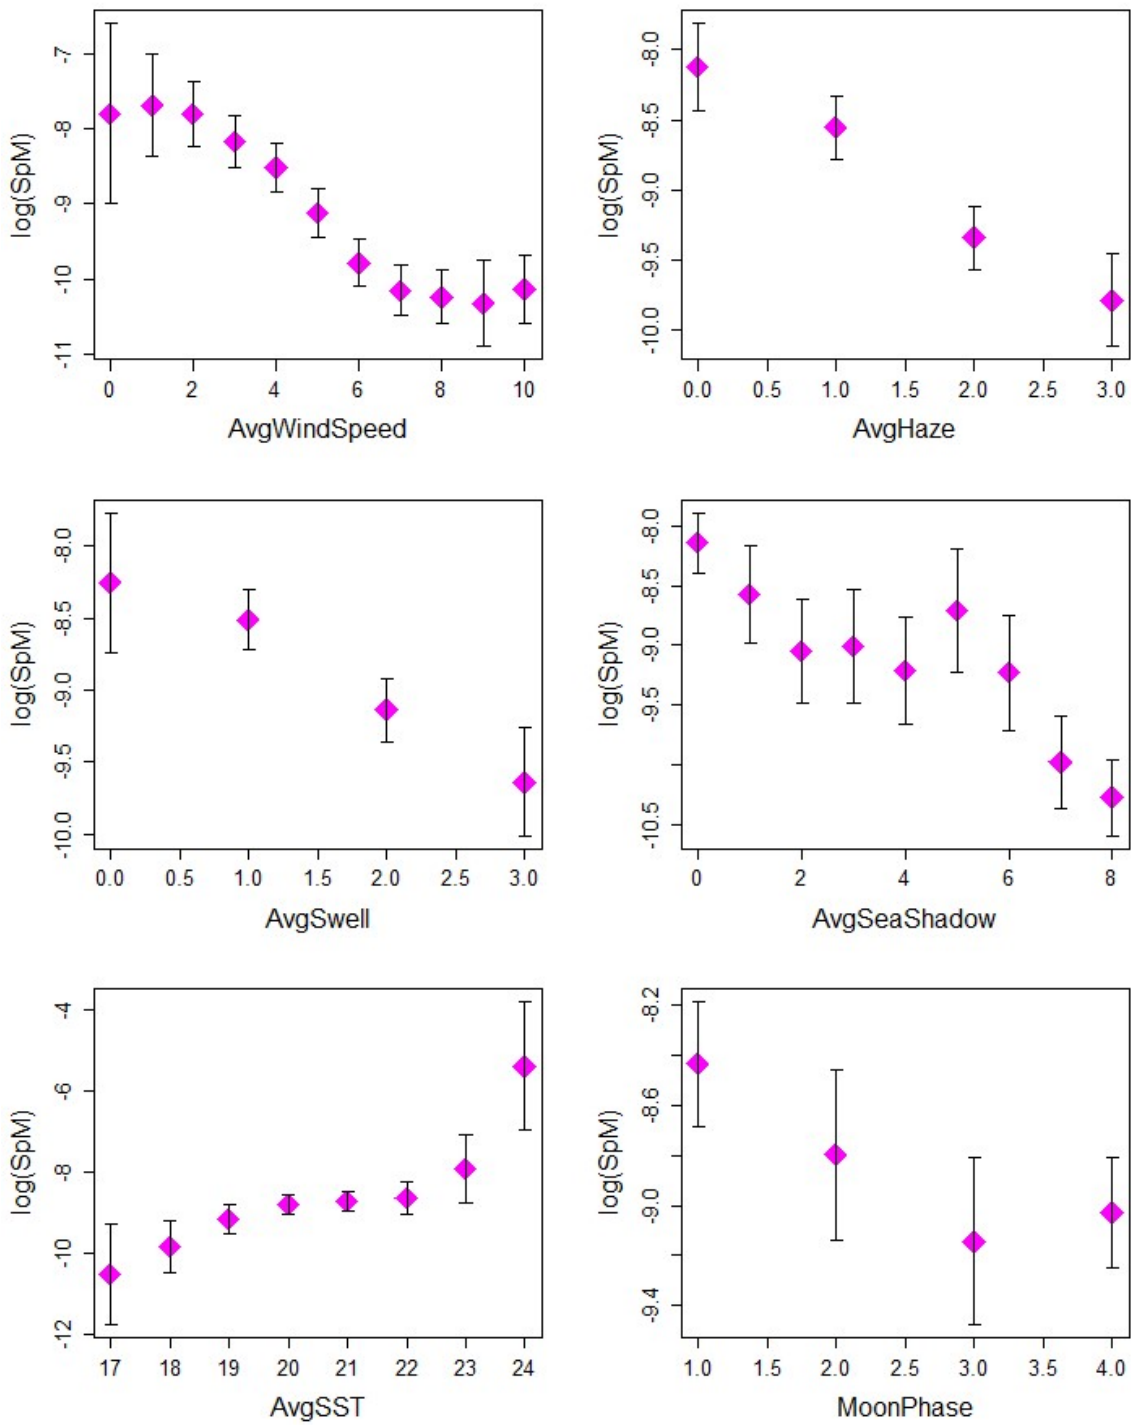 log(SpM)
-7
-8
-9
-10
-11
0 2 4 6 8 10
AvgWindSpeed
log(SpM)
-8.0
-8.5
-9.0
-9.5
-10.0
0.0 0.5 1.0 1.5 2.0 2.5 3.0
AvgHaze
log(SpM)
-8.0
-8.5
-9.0
-9.5
-10.0
0.0 0.5 1.0 1.5 2.0 2.5 3.0
AvgSwell
log(SpM)
-8.0
-8.5
-9.0
-9.5
-10.5
0 2 4 6 8
AvgSeaShadow
log(SpM)
-4
-6
-8
-10
-12
17 18 19 20 21 22 23 24
AvgSST
log(SpM)
-8.2
-8.6
-9.0
-9.4
1.0 1.5 2.0 2.5 3.0 3.5 4.0
MoonPhase